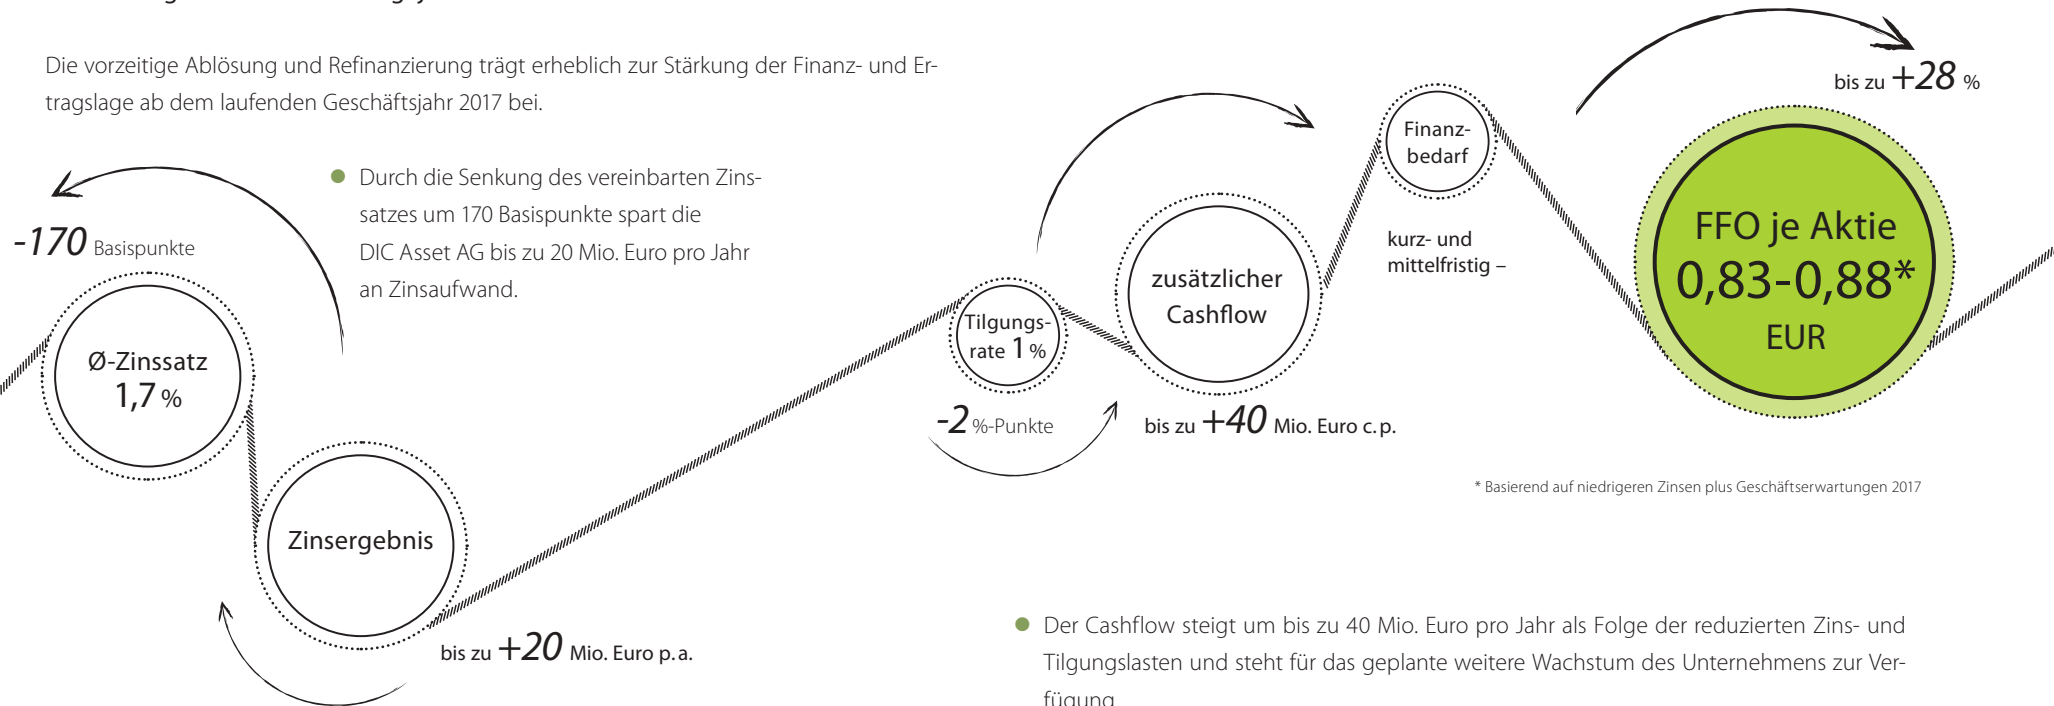 Die vorzeitige Ablösung und Refinanzierung trägt erheblich zur Stärkung der Finanz- und Er-
tragslage ab dem laufenden Geschäftsjahr 2017 bei.
-170 Basispunkte
Ø-Zinssatz
1,7 %
● Durch die Senkung des vereinbarten Zins-
satzes um 170 Basispunkte spart die
DIC Asset AG bis zu 20 Mio. Euro pro Jahr
an Zinsaufwand.
Zinsergebnis
bis zu +20 Mio. Euro p. a.
Tilgungs-
rate 1 %
-2 %-Punkte
zusätzlicher
Cashflow
bis zu +40 Mio. Euro c. p.
Finanz-
bedarf
kurz- und
mittelfristig –
bis zu +28 %
FFO je Aktie
0,83-0,88*
EUR
* Basierend auf niedrigeren Zinsen plus Geschäftserwartungen 2017
● Der Cashflow steigt um bis zu 40 Mio. Euro pro Jahr als Folge der reduzierten Zins- und
Tilgungslasten und steht für das geplante weitere Wachstum des Unternehmens zur Ver-
fügung